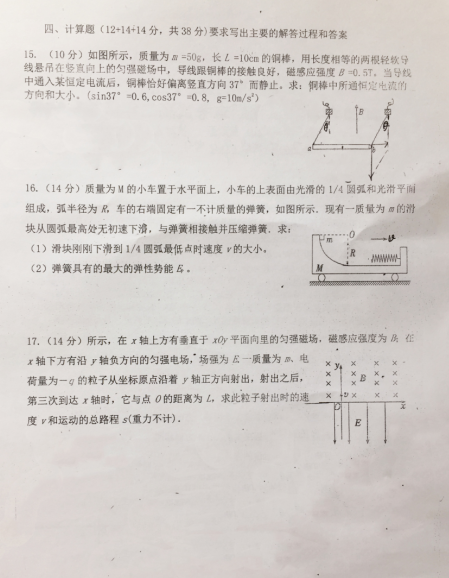 四、计算题(12+14+14分，共38分)要求写出主要的解答过程和答案
15. (10分)如图所示，质量为m=50g，长L=10cm的铜棒，用长度相等的两根轻软导
线悬吊在竖直向上的匀强磁场中，导线跟铜棒的接触良好，磁感应强度B=0.5T。当导线
中通入某恒定电流后，铜棒恰好偏离竖直方向37°而静止。求：铜棒中所通恒定电流的
方向和大小。(sin37°=0.6,cos37°=0.8, g=10m/s²)
B
θ
θ
a
b
16.(14分)质量为M的小车置于水平面上，小车的上表面由光滑的1/4圆弧和光滑平面
组成，弧半径为R，车的右端固定有一不计质量的弹簧，如图所示．现有一质量为m的滑
块从圆弧最高处无初速下滑，与弹簧相接触并压缩弹簧．求：
(1)滑块刚刚下滑到1/4圆弧最低点时速度v的大小。
(2)弹簧具有的最大的弹性势能Eₚ。
m
O
R
M
17. (14分)所示，在x轴上方有垂直于xOy平面向里的匀强磁场，磁感应强度为B；在
x轴下方有沿y轴负方向的匀强电场，场强为E.一质量为m、电
荷量为－q的粒子从坐标原点沿着y轴正方向射出，射出之后，
第三次到达x轴时，它与点O的距离为L，求此粒子射出时的速
度v和运动的总路程s(重力不计)．
y
B
v
O
x
E